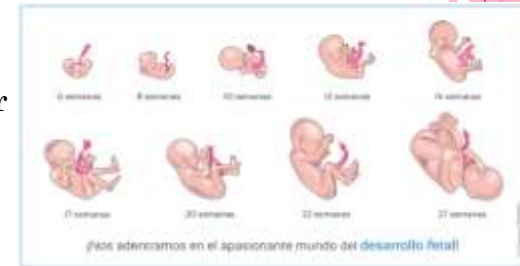 r
6 semanas 8 semanas 10 semanas 12 semanas 14 semanas
17 semanas 20 semanas 22 semanas 27 semanas
¡Nos adentramos en el apasionante mundo del desarrollo fetal!